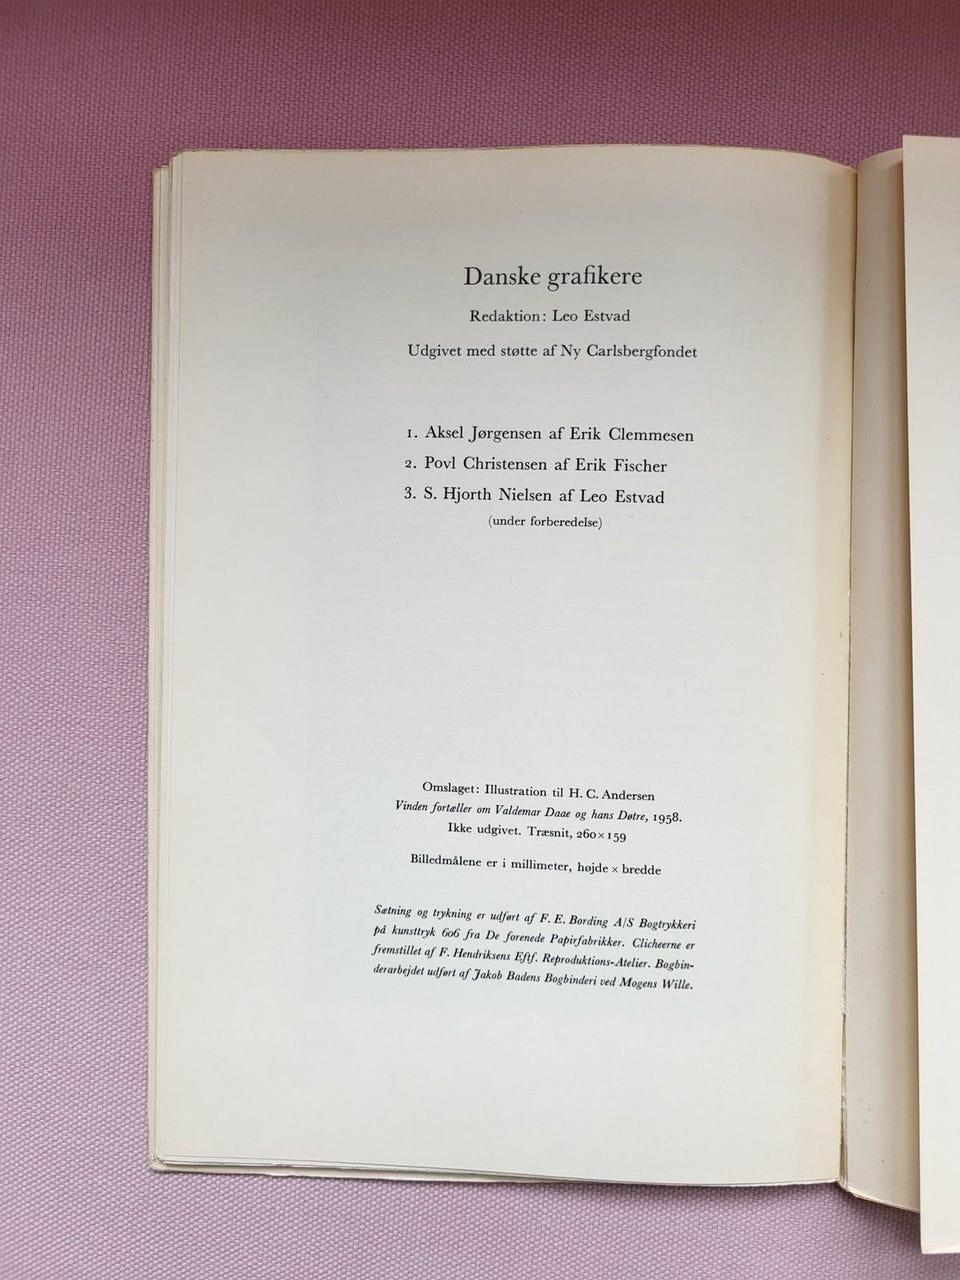 Danske grafikere
Redaktion: Leo Estvad
Udgivet med støtte af Ny Carlsbergfondet
1. Aksel Jørgensen af Erik Clemmesen
2. Povl Christensen af Erik Fischer
3. S. Hjorth Nielsen af Leo Estvad
(under forberedelse)
Omslaget: Illustration til H. C. Andersen
Vinden fortæller om Valdemar Daae og hans Døtre, 1958.
Ikke udgivet. Træsnit, 260 × 159
Billedmålene er i millimeter, højde × bredde
Sætning og trykning er udført af F. E. Bording A/S Bogtrykkeri
på kunsttryk 606 fra De forenede Papirfabrikker. Clicheerne er
fremstillet af F. Hendriksens Eftf. Reproduktions-Atelier. Bogbin-
derarbejdet udført af Jakob Badens Bogbinderi ved Mogens Wille.